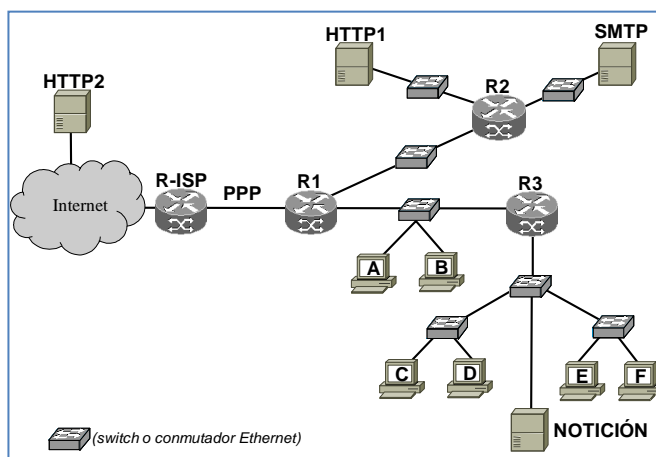 HTTP1
SMTP
HTTP2
R2
R-ISP
PPP
R1
R3
Internet
A
B
C
D
E
F
NOTICIÓN
(switch o conmutador Ethernet)